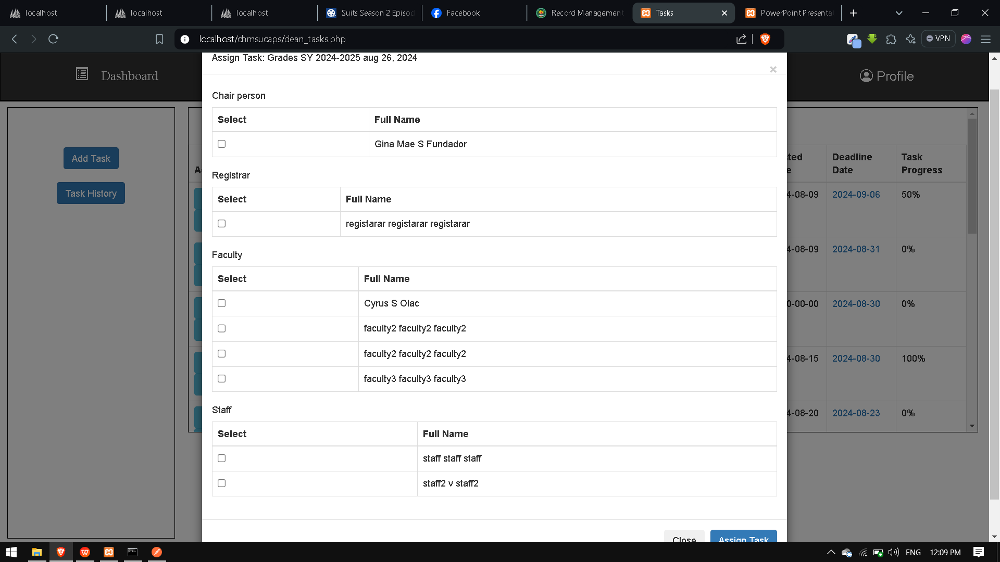 localhost
localhost
localhost
Suits Season 2 Episod
Facebook
Record Management
Tasks
PowerPoint Presenta
localhost/chmsucaps/dean_tasks.php
VPN
Dashboard
Profile
Assign Task: Grades SY 2024-2025 aug 26, 2024
×
Add Task
Task History
Chair person
Select Full Name
Gina Mae S Fundador
Registrar
Select Full Name
registarar registarar registarar
Faculty
Select Full Name
Cyrus S Olac
faculty2 faculty2 faculty2
faculty2 faculty2 faculty2
faculty3 faculty3 faculty3
Staff
Select Full Name
staff staff staff
staff2 v staff2
Close Assign Task
Deadline
Date
Task
Progress
4-08-09 2024-09-06 50%
4-08-09 2024-08-31 0%
0-00-00 2024-08-30 0%
4-08-15 2024-08-30 100%
4-08-20 2024-08-23 0%
ENG
12:09 PM